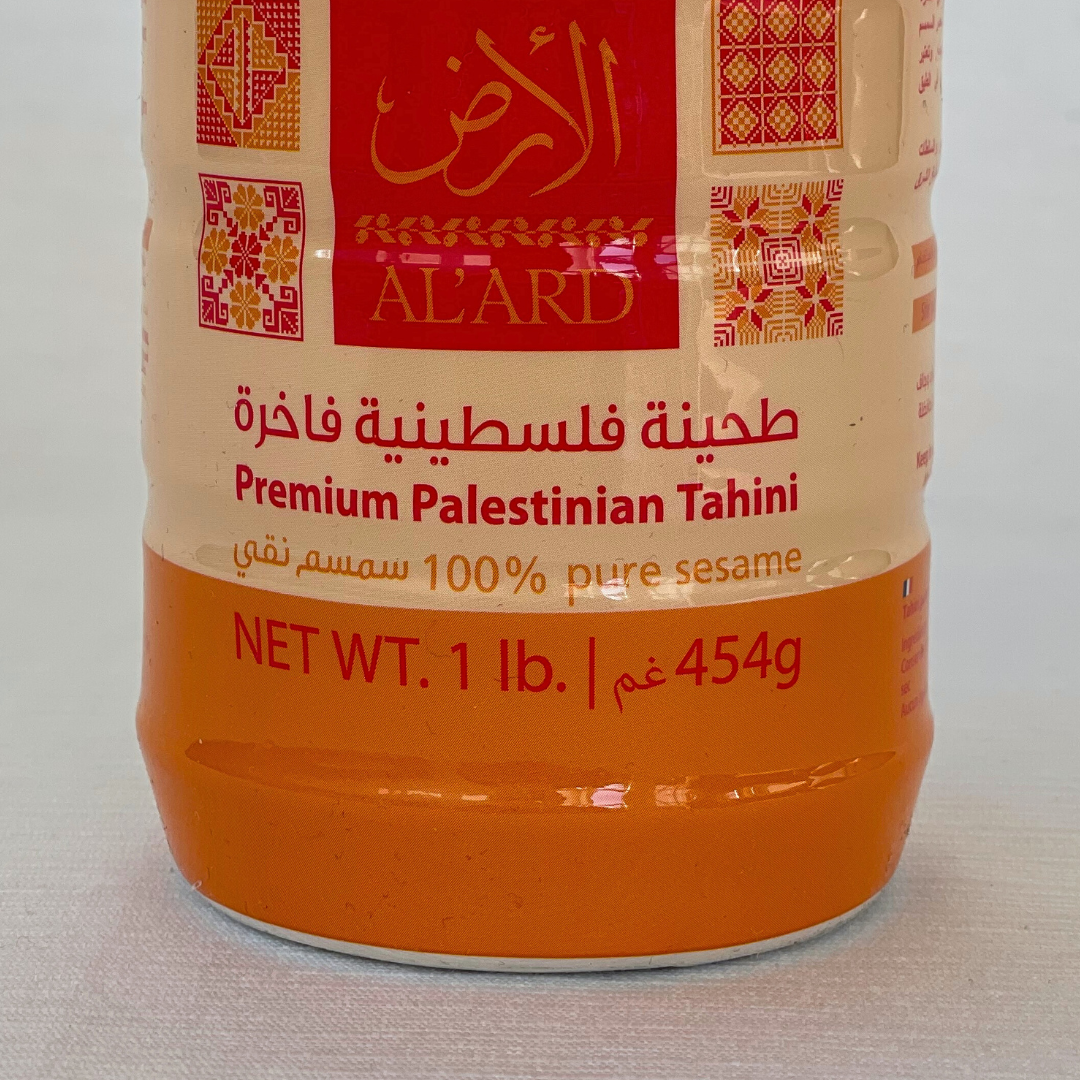 الأرض
AL'ARD
طحينة فلسطينية فاخرة
Premium Palestinian Tahini
سمسم نقي 100% pure sesame
NET WT. 1 lb. | غم 454g